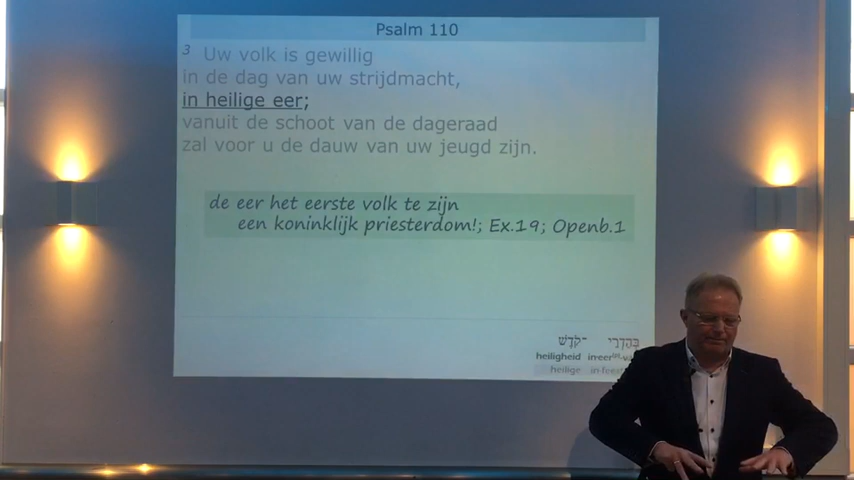 Psalm 110
3 Uw volk is gewillig
in de dag van uw strijdmacht,
in heilige eer;
vanuit de schoot van de dageraad
zal voor u de dauw van uw jeugd zijn.
de eer het eerste volk te zijn
een koninklijk priesterdom!; Ex.19; Openb.1
בְּהַדְרֵי ־קֹדֶשׁ
heiligheid in-eer
heilige